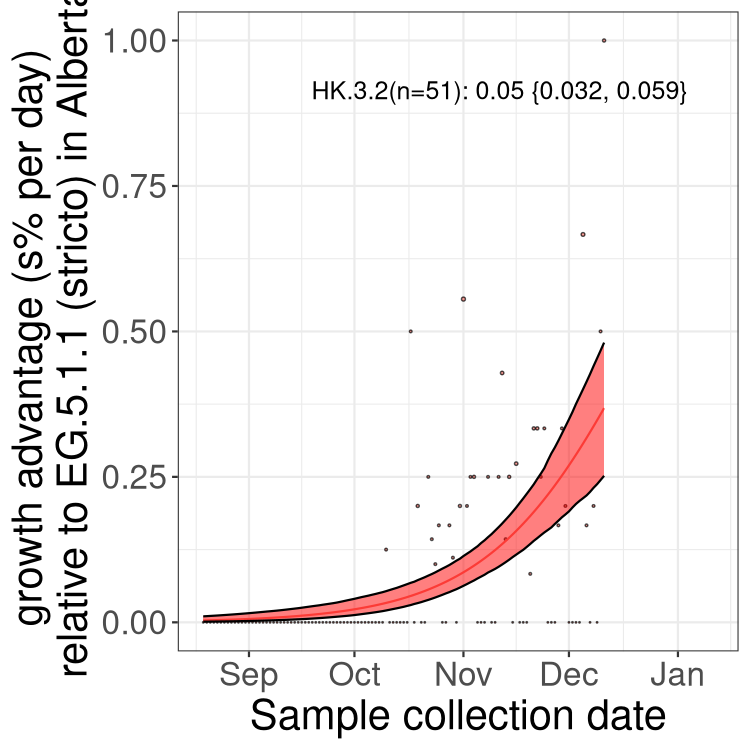 growth advantage (s% per day)
relative to EG.5.1.1 (stricto) in Alberta
1.00
0.75
0.50
0.25
0.00
HK.3.2(n=51): 0.05 {0.032, 0.059}
Sep Oct Nov Dec Jan
Sample collection date